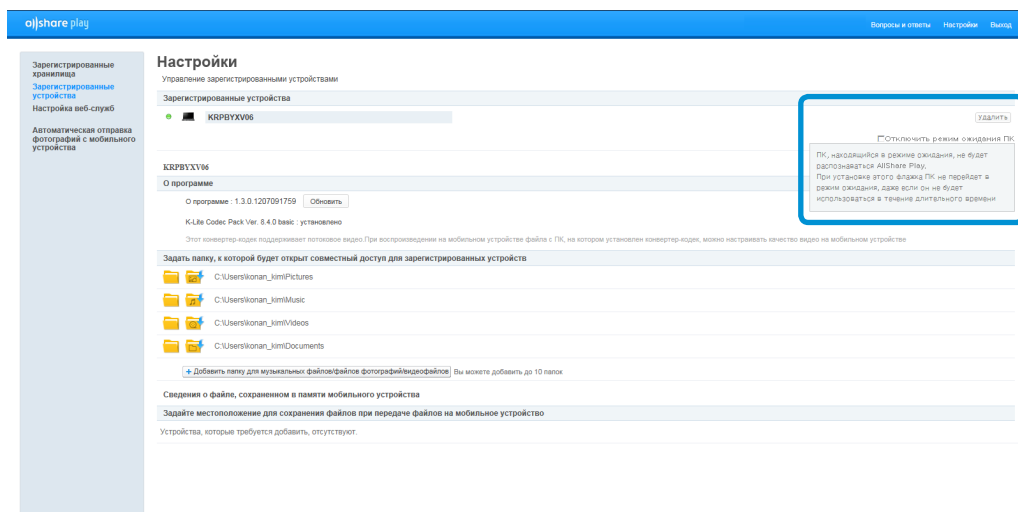 allshare play
Вопросы и ответы Настройки Выход
Зарегистрированные
хранилища
Зарегистрированные
устройства
Настройка веб-служб
Автоматическая отправка
фотографий с мобильного
устройства
Настройки
Управление зарегистрированными устройствами
Зарегистрированные устройства
KRPBYXV06
Удалить
Отключить режим ожидания ПК
ПК, находящийся в режиме ожидания, не будет
распознаваться AllShare Play.
При установке этого флажка ПК не перейдет в
режим ожидания, даже если он не будет
использоваться в течение длительного времени
KRPBYXV06
О программе
О программе : 1.3.0.1207091759 Обновить
K-Lite Codec Pack Ver. 8.4.0 basic : установлено
Этот конвертер-кодек поддерживает потоковое видео.При воспроизведении на мобильном устройстве файла с ПК, на котором установлен конвертер-кодек, можно настраивать качество видео на мобильном устройстве
Задать папку, к которой будет открыт совместный доступ для зарегистрированных устройств
C:\Users\konan_kim\Pictures
C:\Users\konan_kim\Music
C:\Users\konan_kim\Videos
C:\Users\konan_kim\Documents
+ Добавить папку для музыкальных файлов/файлов фотографий/видеофайлов Вы можете добавить до 10 папок
Сведения о файле, сохраненном в памяти мобильного устройства
Задайте местоположение для сохранения файлов при передаче файлов на мобильное устройство
Устройства, которые требуется добавить, отсутствуют.